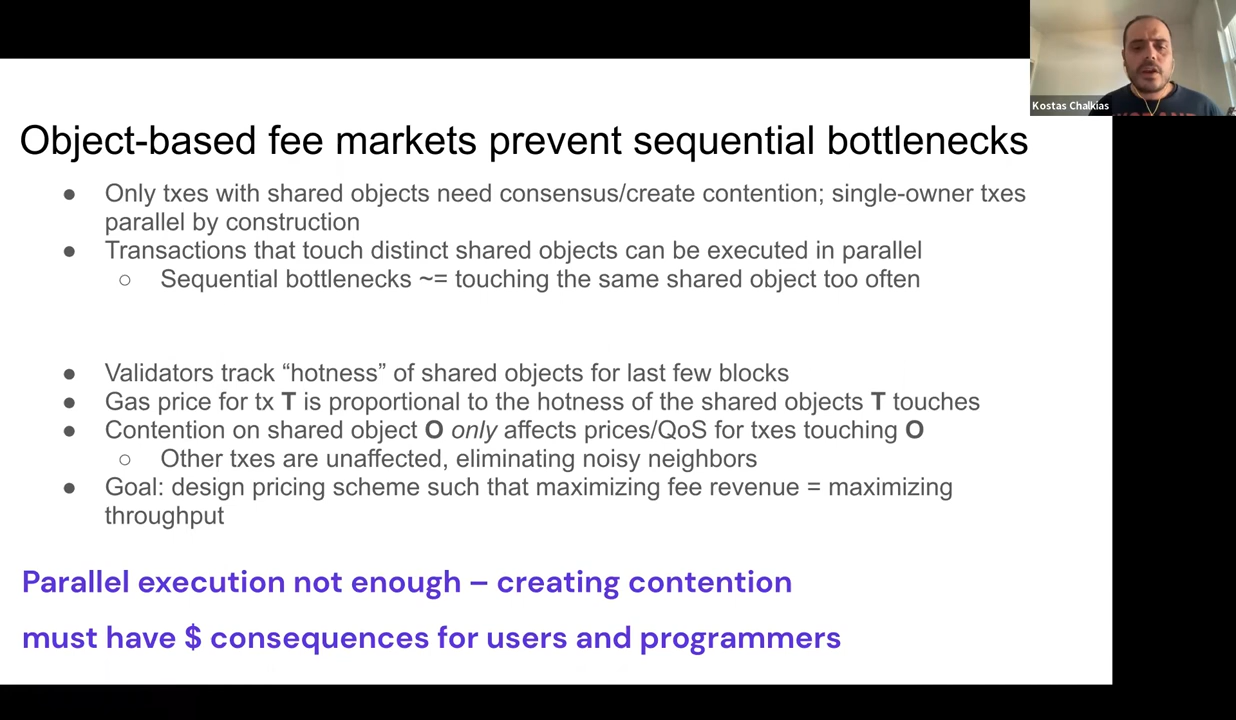 Kostas Chalkias
Object-based fee markets prevent sequential bottlenecks
● Only txes with shared objects need consensus/create contention; single-owner txes
parallel by construction
● Transactions that touch distinct shared objects can be executed in parallel
○ Sequential bottlenecks ~= touching the same shared object too often
● Validators track “hotness” of shared objects for last few blocks
● Gas price for tx T is proportional to the hotness of the shared objects T touches
● Contention on shared object O only affects prices/QoS for txes touching O
○ Other txes are unaffected, eliminating noisy neighbors
● Goal: design pricing scheme such that maximizing fee revenue = maximizing
throughput
Parallel execution not enough – creating contention
must have $ consequences for users and programmers